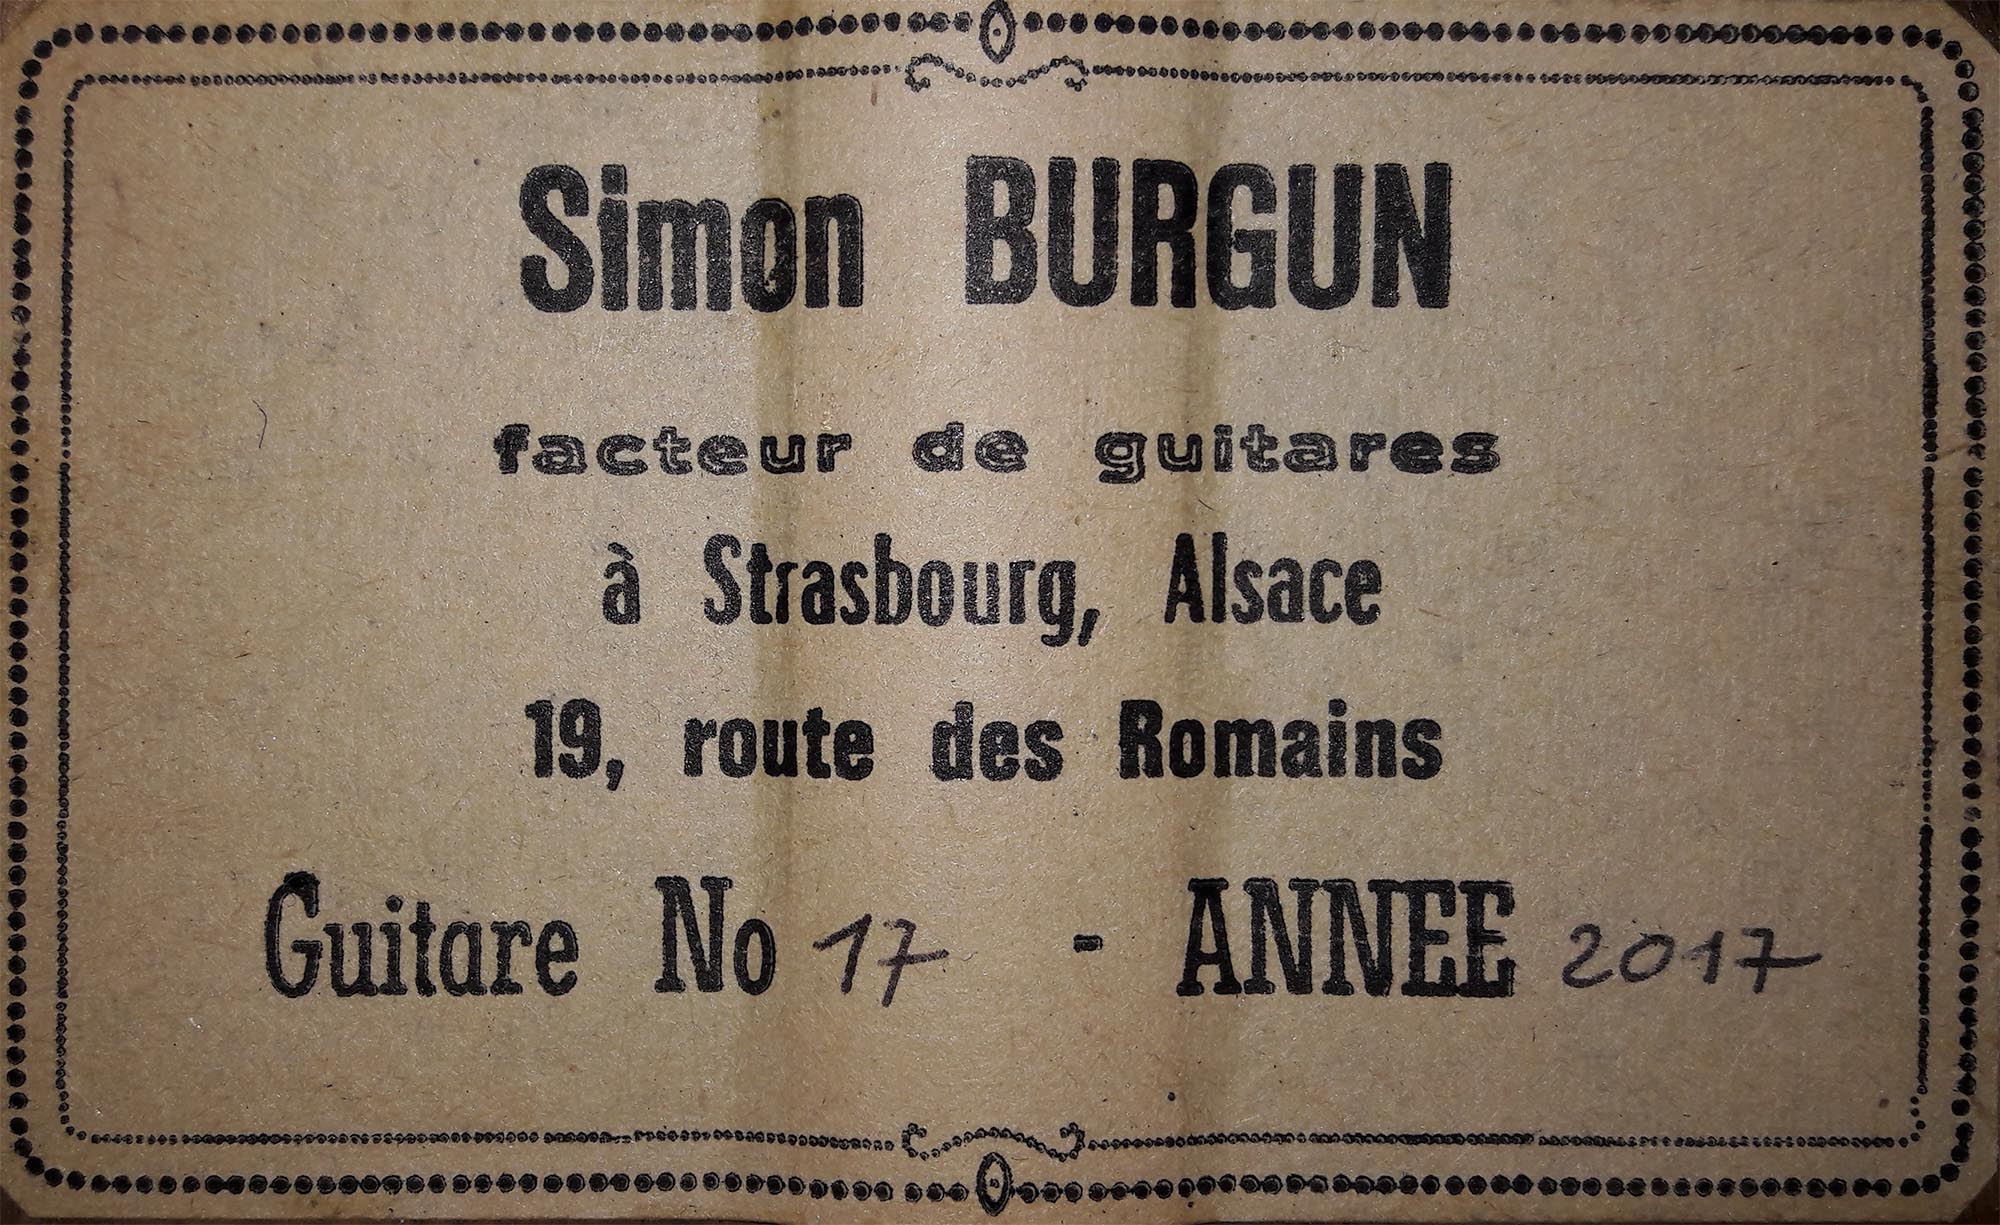 Simon BURGUN
facteur de guitares
à Strasbourg, Alsace
19, route des Romains
Guitare No 17 - ANNEE 2017